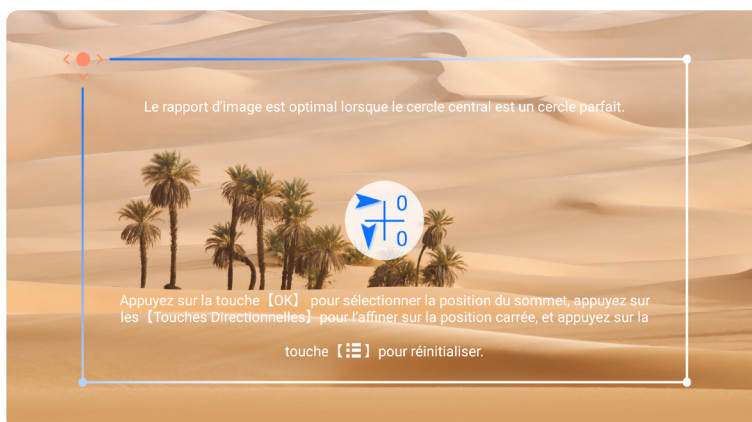 Le rapport d'image est optimal lorsque le cercle central est un cercle parfait.
0
0
Appuyez sur la touche【OK】 pour sélectionner la position du sommet, appuyez sur
les【Touches Directionnelles】pour l'affiner sur la position carrée, et appuyez sur la
touche【 】pour réinitialiser.